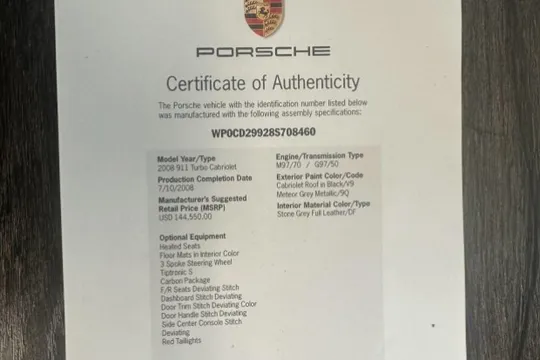 PORSCHE
Certificate of Authenticity
The Porsche vehicle with the identification number listed below
was manufactured with the following assembly specifications:
WP0CD29928S708460
Model Year/Type
2008 911 Turbo Cabriolet
Production Completion Date
7/10/2008
Manufacturer's Suggested
Retail Price (MSRP)
USD 144,550.00
Engine/Transmission Type
M97/70 / G97/50
Exterior Paint Color/Code
Cabriolet Roof in Black/V9
Meteor Grey Metallic/9Q
Interior Material Color/Type
Stone Grey Full Leather/DF
Optional Equipment
Heated Seats
Floor Mats in Interior Color
3 Spoke Steering Wheel
Tiptronic S
Carbon Package
F/R Seats Deviating Stitch
Dashboard Stitch Deviating
Door Trim Stitch Deviating Color
Door Handle Stitch Deviating
Side Center Console Stitch
Deviating
Red Taillights